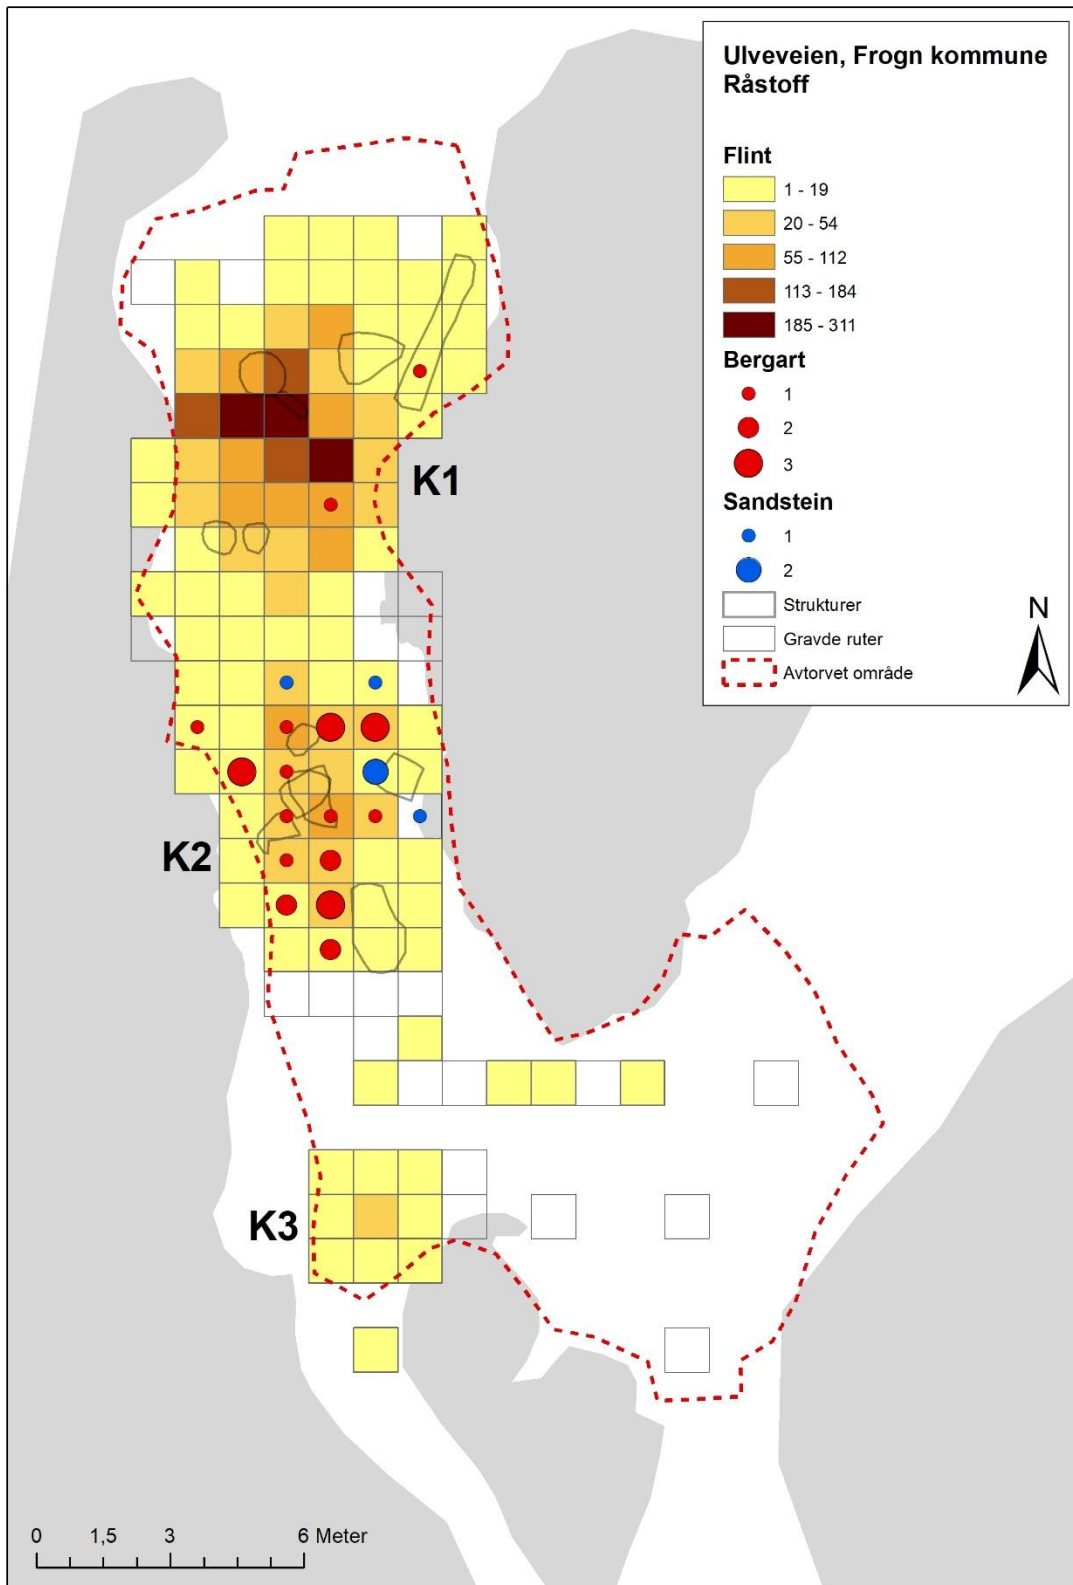 Ulveveien, Frogn kommune
Råstoff
Flint
1 - 19
20 - 54
55 - 112
113 - 184
185 - 311
Bergart
1
2
3
Sandstein
1
2
Strukturer
Gravde ruter
Avtorvet område
N
K1
K2
K3
0 1,5 3 6 Meter